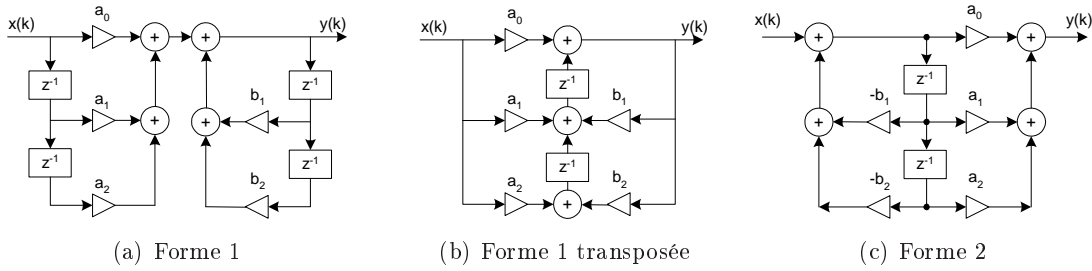 x(k) a0 y(k)
z-1
a1 b1
z-1 z-1
a2 b2
(a) Forme 1
x(k) a0 y(k)
z-1
a1 b1
z-1
a2 b2
(b) Forme 1 transposée
x(k) a0 y(k)
z-1
-b1 a1
z-1
-b2 a2
(c) Forme 2